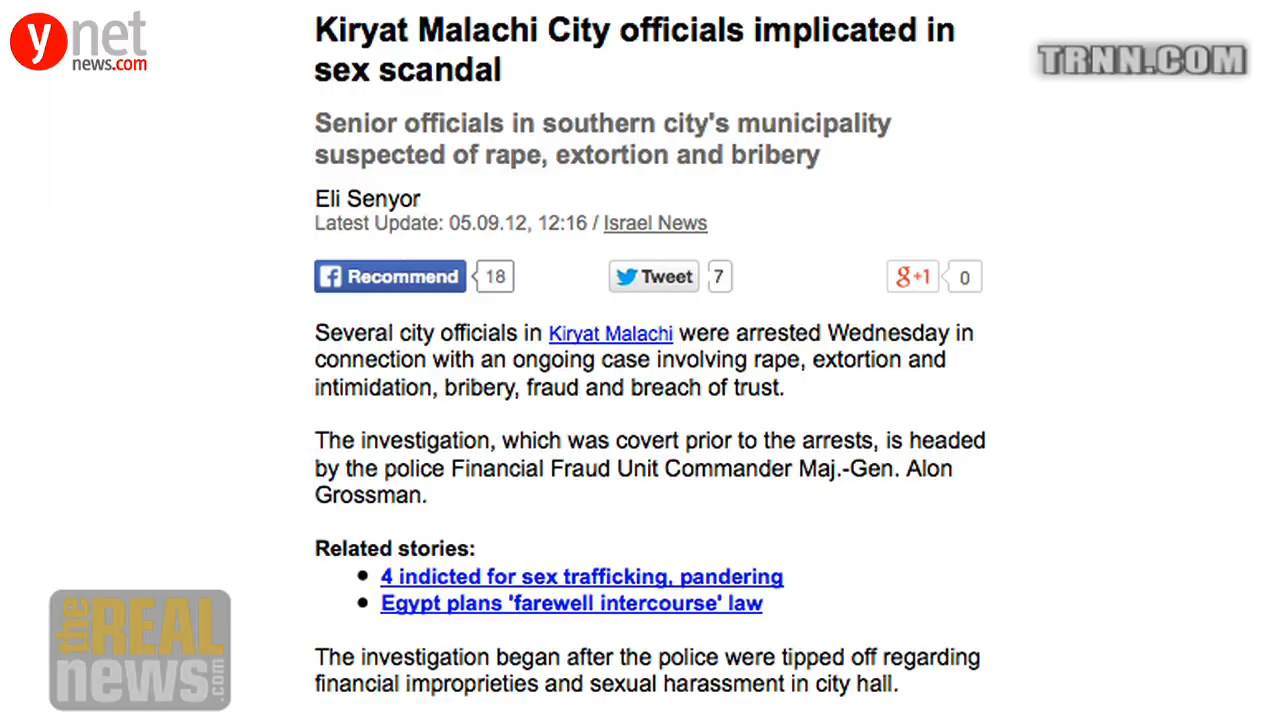 ynet
news.com
TRNN.COM
Kiryat Malachi City officials implicated in
sex scandal
Senior officials in southern city's municipality
suspected of rape, extortion and bribery
Eli Senyor
Latest Update: 05.09.12, 12:16 / Israel News
Recommend 18
Tweet 7
g+1 0
Several city officials in Kiryat Malachi were arrested Wednesday in
connection with an ongoing case involving rape, extortion and
intimidation, bribery, fraud and breach of trust.
The investigation, which was covert prior to the arrests, is headed
by the police Financial Fraud Unit Commander Maj.-Gen. Alon
Grossman.
Related stories:
• 4 indicted for sex trafficking, pandering
• Egypt plans 'farewell intercourse' law
The investigation began after the police were tipped off regarding
financial improprieties and sexual harassment in city hall.
the REAL
news.com